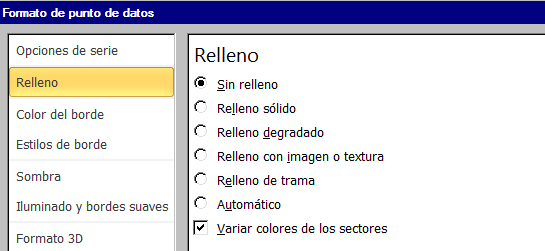 Formato de punto de datos
Opciones de serie
Relleno
Color del borde
Estilos de borde
Sombra
Iluminado y bordes suaves
Formato 3D
Relleno
Sin relleno
Relleno sólido
Relleno degradado
Relleno con imagen o textura
Relleno de trama
Automático
Variar colores de los sectores